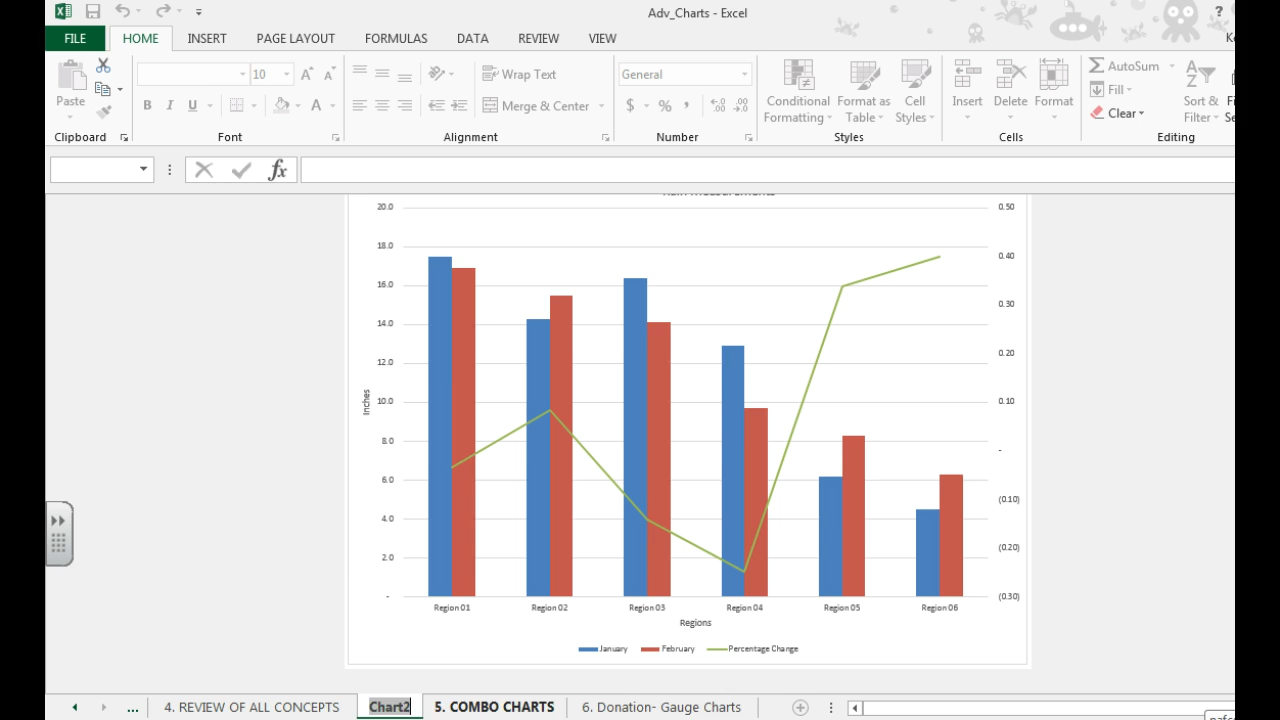 Adv_Charts - Excel
?
FILE HOME INSERT PAGE LAYOUT FORMULAS DATA REVIEW VIEW
10 Wrap Text General AutoSum
Paste Conditional Format as Cell Insert Delete Format Fill Sort &
B I U Merge & Center $ % Formatting Table Styles Clear Filter
Clipboard Font Alignment Number Styles Cells Editing
fx
20.0 0.50
18.0
0.40
16.0
0.30
14.0
0.20
12.0
10.0 0.10
Inches
8.0
-
6.0
(0.10)
4.0
(0.20)
2.0
- (0.30)
Region 01 Region 02 Region 03 Region 04 Region 05 Region 06
Regions
January February Percentage Change
... 4. REVIEW OF ALL CONCEPTS Chart2 5. COMBO CHARTS 6. Donation- Gauge Charts